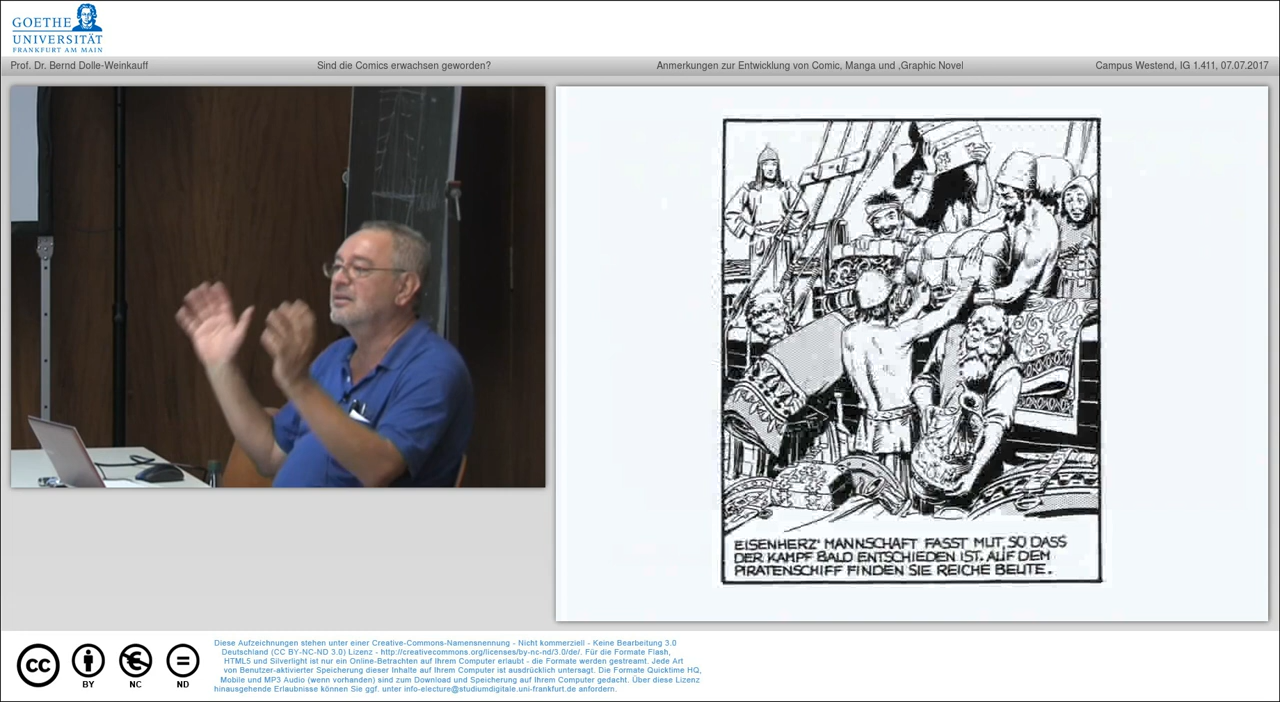 GOETHE
UNIVERSITÄT
FRANKFURT AM MAIN
Prof. Dr. Bernd Dolle-Weinkauff
Sind die Comics erwachsen geworden?
Anmerkungen zur Entwicklung von Comic, Manga und ‚Graphic Novel
Campus Westend, IG 1.411, 07.07.2017
EISENHERZ' MANNSCHAFT FASST MUT, SO DASS
DER KAMPF BALD ENTSCHIEDEN IST. AUF DEM
PIRATENSCHIFF FINDEN SIE REICHE BEUTE.
cc
BY
NC
ND
Diese Aufzeichnungen stehen unter einer Creative-Commons-Namensnennung - Nicht kommerziell - Keine Bearbeitung 3.0
Deutschland (CC BY-NC-ND 3.0) Lizenz - http://creativecommons.org/licenses/by-nc-nd/3.0/de/. Für die Formate Flash,
HTML5 und Silverlight ist nur ein Online-Betrachten auf Ihrem Computer erlaubt - die Formate werden gestreamt. Jede Art
von Benutzer-aktivierter Speicherung dieser Inhalte auf Ihrem Computer ist ausdrücklich untersagt. Die Formate Quicktime HQ,
Mobile und MP3 Audio (wenn vorhanden) sind zum Download und Speicherung auf Ihrem Computer gedacht. Über diese Lizenz
hinausgehende Erlaubnisse können Sie ggf. unter info-electure@studiumdigitale.uni-frankfurt.de anfordern.